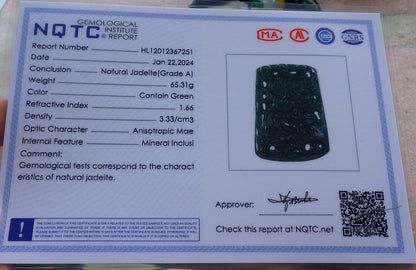 NQTC GEMOLOGICAL INSTITUTE REPORT
MA CNAS
Report Number HL12012367251
Date Jan 22,2024
Conclusion Natural Jadeite(Grade A)
Weight 65.31g
Color Contain Green
Refractive Index 1.66
Density 3.33/cm3
Optic Character Anisotropic Mae
Internal Feature Mineral Inclusi
Comment:
Gemological tests correspond to the charact
eristics of natural jadeite.
Approver:
Check this report at NQTC.net